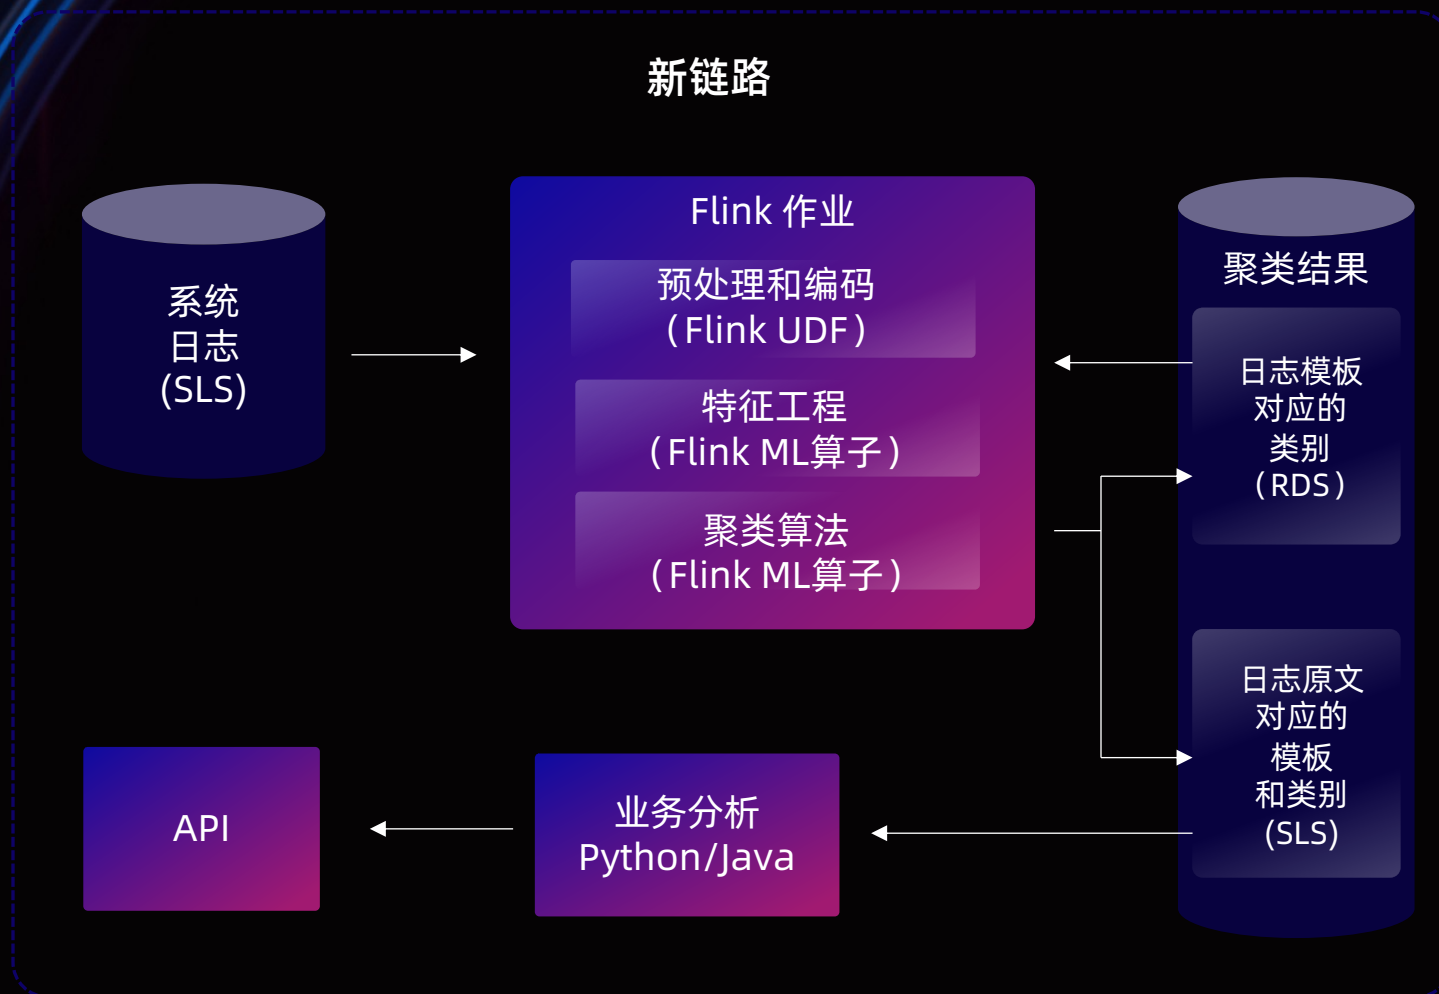 新链路
系统
日志
(SLS)
Flink 作业
预处理和编码
（Flink UDF）
特征工程
（Flink ML算子）
聚类算法
（Flink ML算子）
聚类结果
日志模板
对应的
类别
（RDS）
日志原文
对应的
模板
和类别
(SLS)
业务分析
Python/Java
API